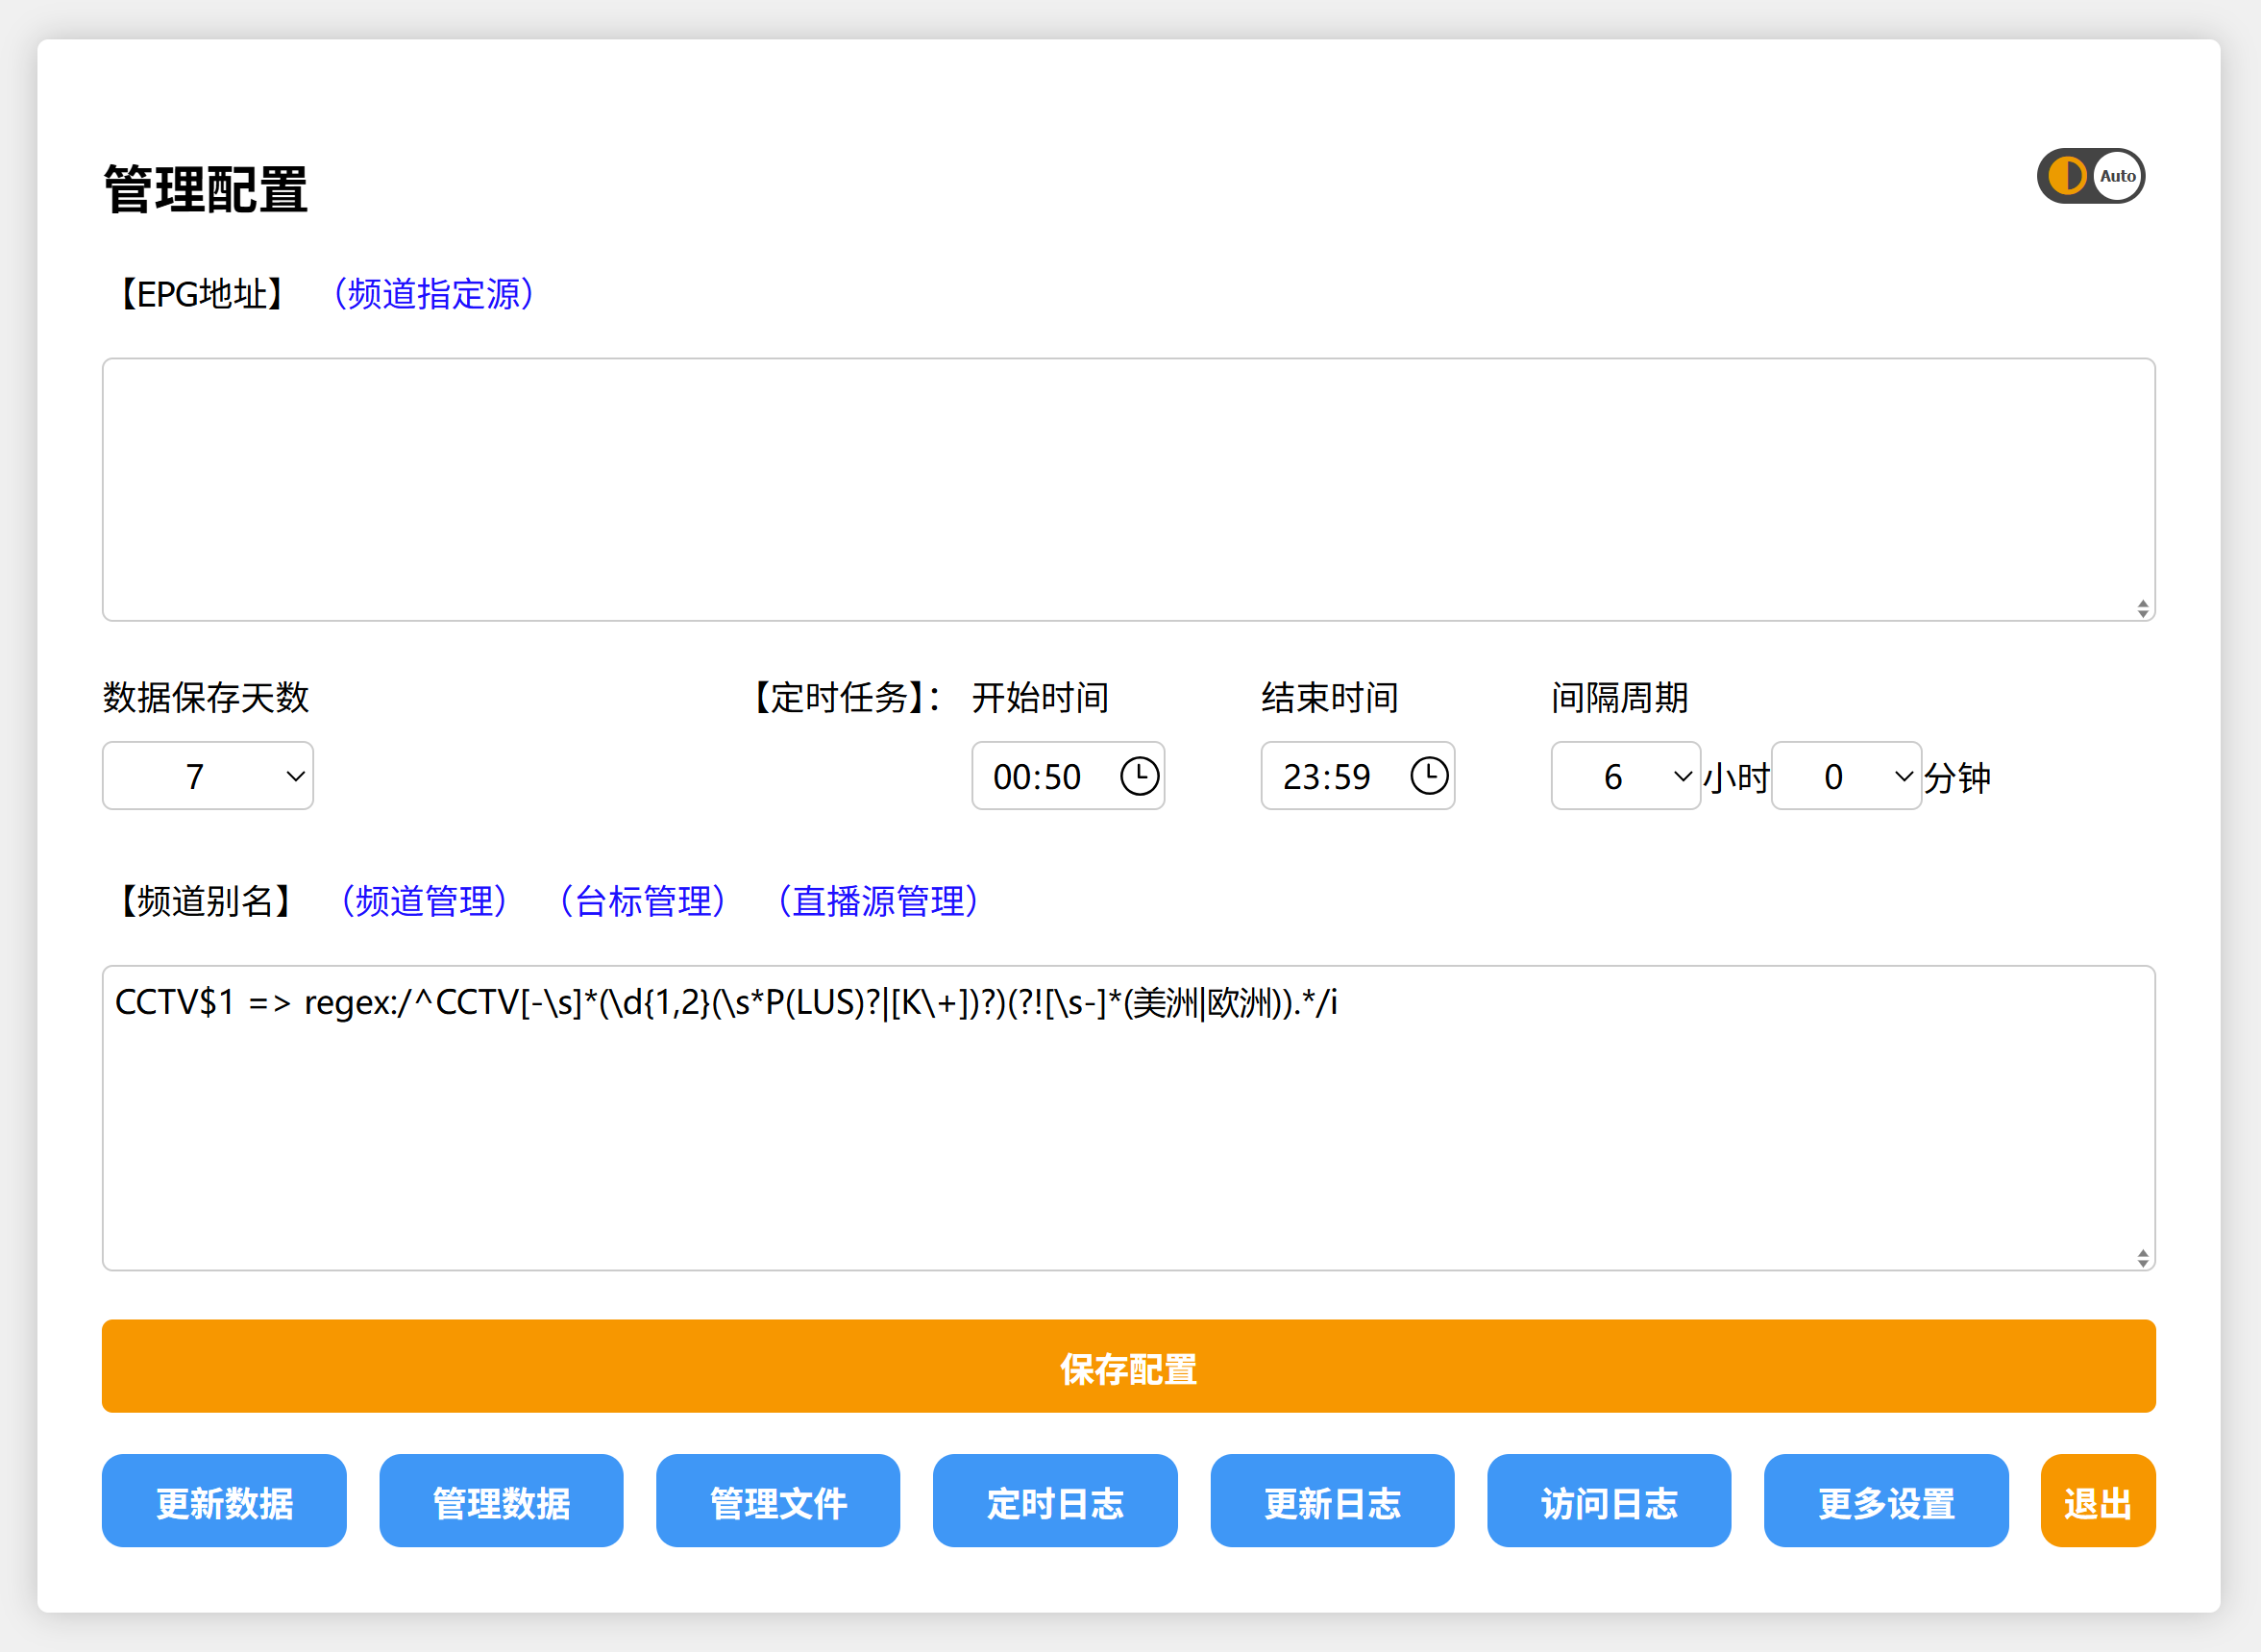 管理配置
Auto
【EPG地址】 （频道指定源）
数据保存天数 【定时任务】： 开始时间 结束时间 间隔周期
7 00:50 23:59 6 小时 0 分钟
【频道别名】 （频道管理） （台标管理） （直播源管理）
CCTV$1 => regex:/^CCTV[-\s]*(\d{1,2}(\s*P(LUS)?|[K\+])?)(?![\s-]*(美洲|欧洲)).*/i
保存配置
更新数据 管理数据 管理文件 定时日志 更新日志 访问日志 更多设置 退出